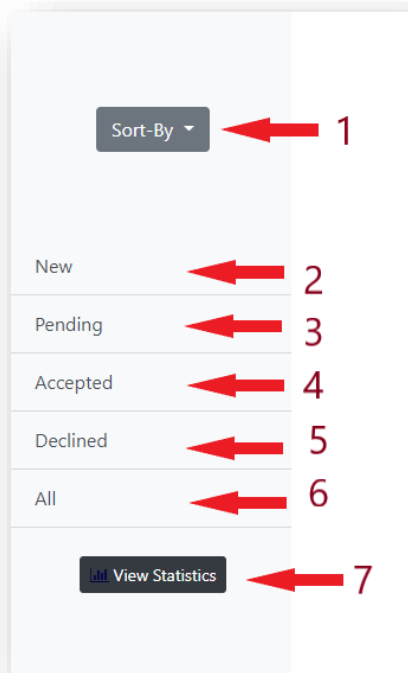 Sort-By 1
New 2
Pending 3
Accepted 4
Declined 5
All 6
View Statistics 7